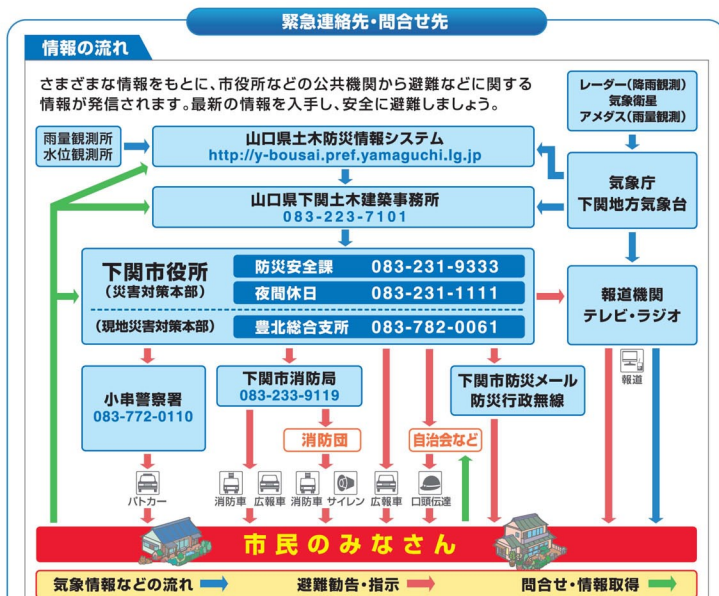 緊急連絡先・問合せ先
情報の流れ
さまざまな情報をもとに、市役所などの公共機関から避難などに関する
情報が発信されます。最新の情報を入手し、安全に避難しましょう。
レーダー(降雨観測)
気象衛星
アメダス(雨量観測)
雨量観測所
水位観測所
山口県土木防災情報システム
http://y-bousai.pref.yamaguchi.lg.jp
気象庁
下関地方気象台
山口県下関土木建築事務所
083-223-7101
下関市役所
(災害対策本部)
防災安全課 083-231-9333
夜間休日 083-231-1111
(現地災害対策本部)
豊北総合支所 083-782-0061
報道機関
テレビ・ラジオ
報道
小串警察署
083-772-0110
下関市消防局
083-233-9119
下関市防災メール
防災行政無線
消防団
自治会など
パトカー
消防車
広報車
消防車
サイレン
広報車
口頭伝達
市民のみなさん
気象情報などの流れ
避難勧告・指示
問合せ・情報取得